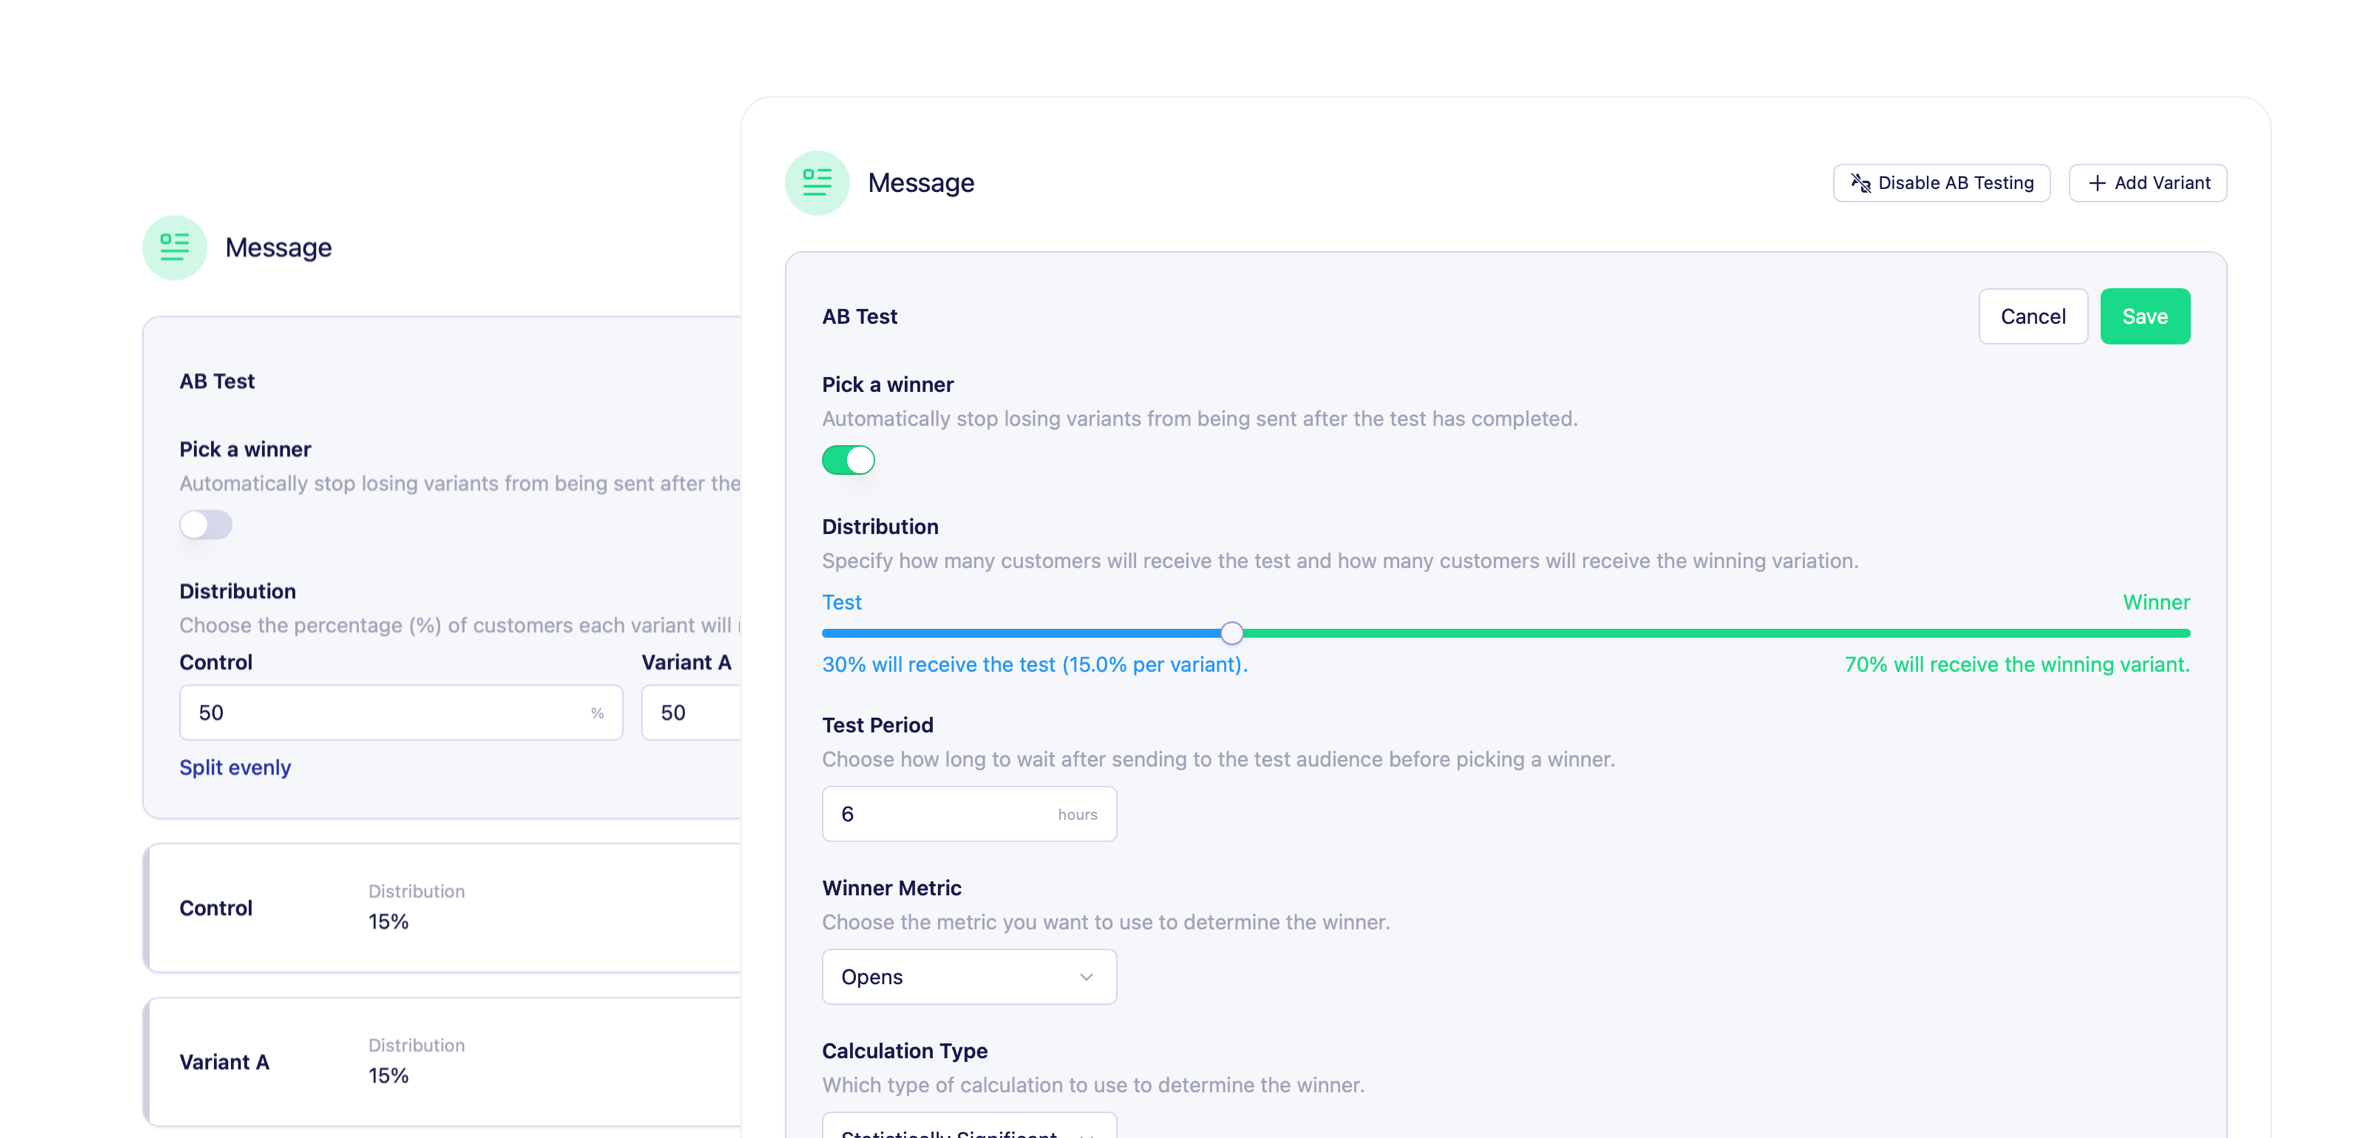 Message
AB Test
Pick a winner
Automatically stop losing variants from being sent after the
Distribution
Choose the percentage (%) of customers each variant will
Control
Variant A
50
%
50
Split evenly
Control
Distribution
15%
Variant A
Distribution
15%
Message
Disable AB Testing
Add Variant
AB Test
Cancel
Save
Pick a winner
Automatically stop losing variants from being sent after the test has completed.
Distribution
Specify how many customers will receive the test and how many customers will receive the winning variation.
Test
Winner
30% will receive the test (15.0% per variant).
70% will receive the winning variant.
Test Period
Choose how long to wait after sending to the test audience before picking a winner.
6
hours
Winner Metric
Choose the metric you want to use to determine the winner.
Opens
Calculation Type
Which type of calculation to use to determine the winner.
Statistically Significant